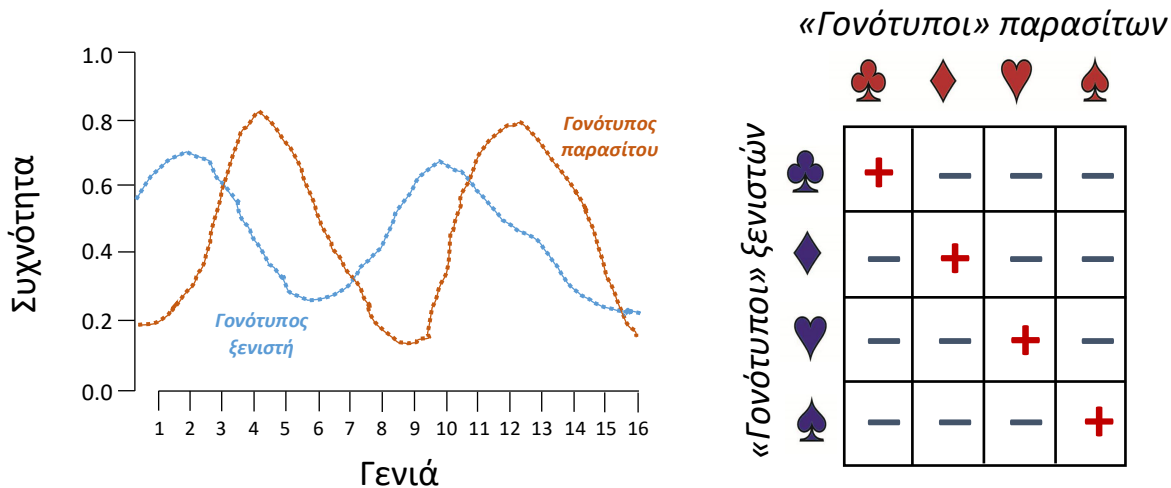 1.0
0.8
0.6
0.4
0.2
0.0
Συχνότητα
Γονότυπος
παρασίτου
Γονότυπος
ξενιστή
1 2 3 4 5 6 7 8 9 10 11 12 13 14 15 16
Γενιά
«Γονότυποι» παρασίτων
♣ ♦ ♥ ♠
«Γονότυποι» ξενιστών
♣ + − − −
♦ − + − −
♥ − − + −
♠ − − − +